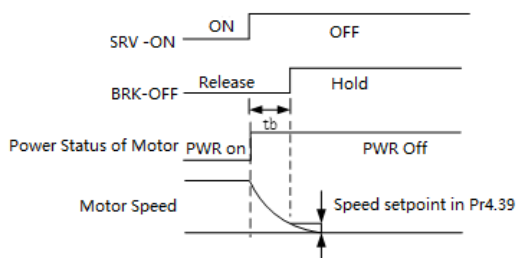 ON
OFF
SRV -ON
Release
Hold
BRK-OFF
tb
Power Status of Motor
PWR on
PWR Off
Motor Speed
Speed setpoint in Pr4.39